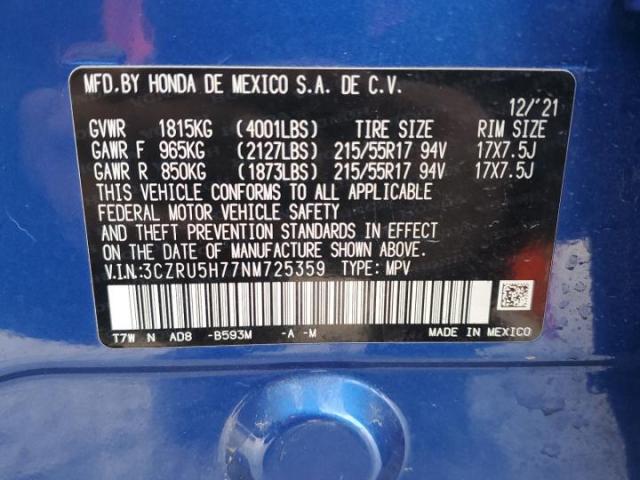 MFD.BY HONDA DE MEXICO S.A. DE C.V.
12/'21
GVWR 1815KG (4001LBS) TIRE SIZE RIM SIZE
GAWR F 965KG (2127LBS) 215/55R17 94V 17X7.5J
GAWR R 850KG (1873LBS) 215/55R17 94V 17X7.5J
THIS VEHICLE CONFORMS TO ALL APPLICABLE
FEDERAL MOTOR VEHICLE SAFETY
AND THEFT PREVENTION STANDARDS IN EFFECT
ON THE DATE OF MANUFACTURE SHOWN ABOVE.
V.I.N:3CZRU5H77NM725359 TYPE: MPV
T7W N AD8 -B593M -A -M MADE IN MEXICO